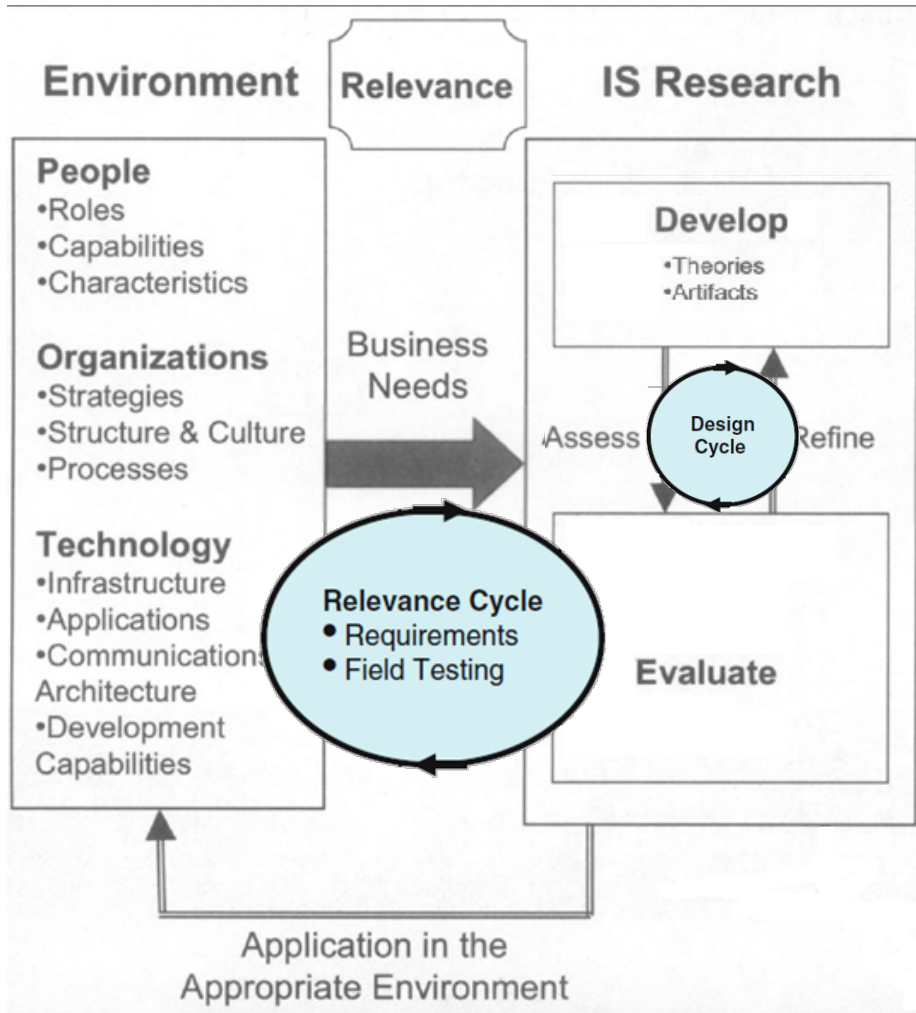 Environment
Relevance
IS Research
People
•Roles
•Capabilities
•Characteristics
Organizations
•Strategies
•Structure & Culture
•Processes
Technology
•Infrastructure
•Applications
•Communications
Architecture
•Development
Capabilities
Business
Needs
Relevance Cycle
• Requirements
• Field Testing
Develop
•Theories
•Artifacts
Assess
Design
Cycle
Refine
Evaluate
Application in the
Appropriate Environment